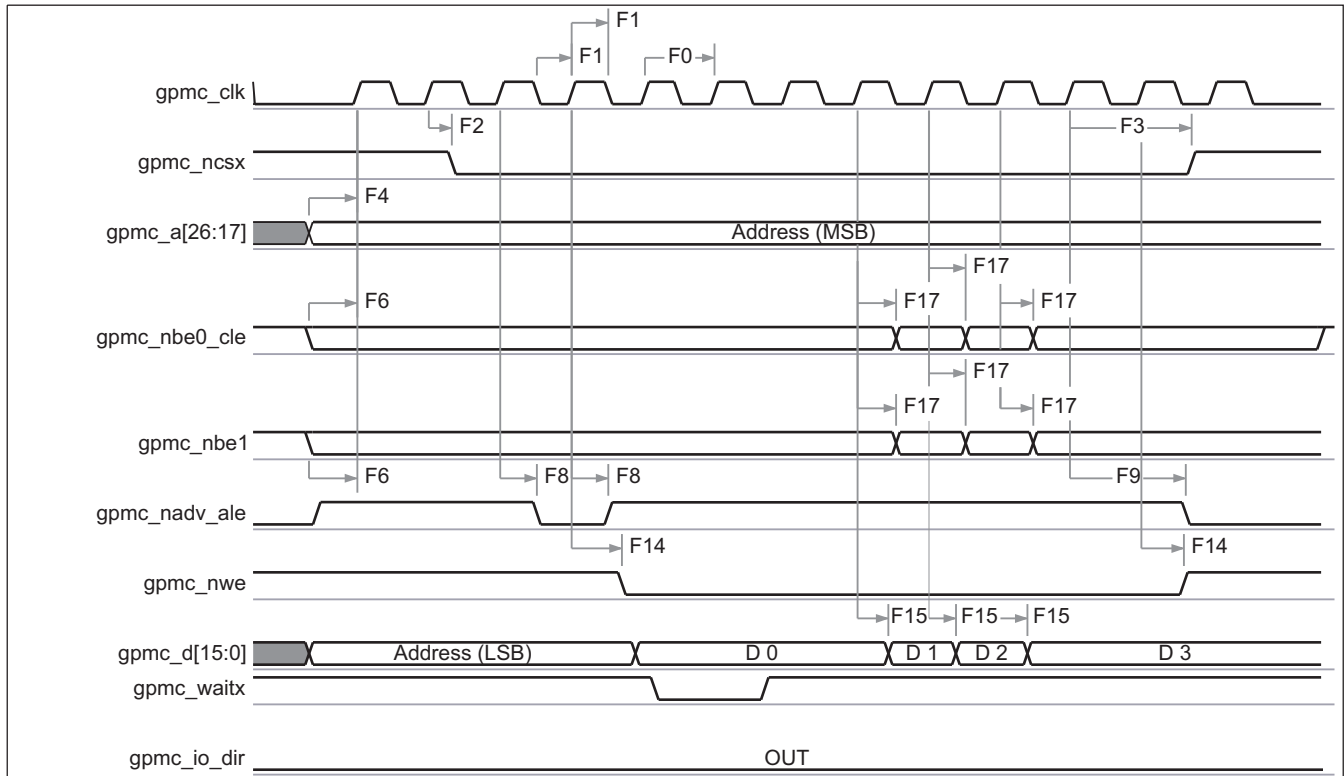 F1
F1
F0
gpmc_clk
F2
F3
gpmc_ncsx
F4
gpmc_a[26:17]
Address (MSB)
F17
F6
F17
F17
gpmc_nbe0_cle
F17
F17
F17
gpmc_nbe1
F6
F8
F8
F9
gpmc_nadv_ale
F14
F14
gpmc_nwe
F15
F15
F15
gpmc_d[15:0]
Address (LSB)
D 0
D 1
D 2
D 3
gpmc_waitx
gpmc_io_dir
OUT